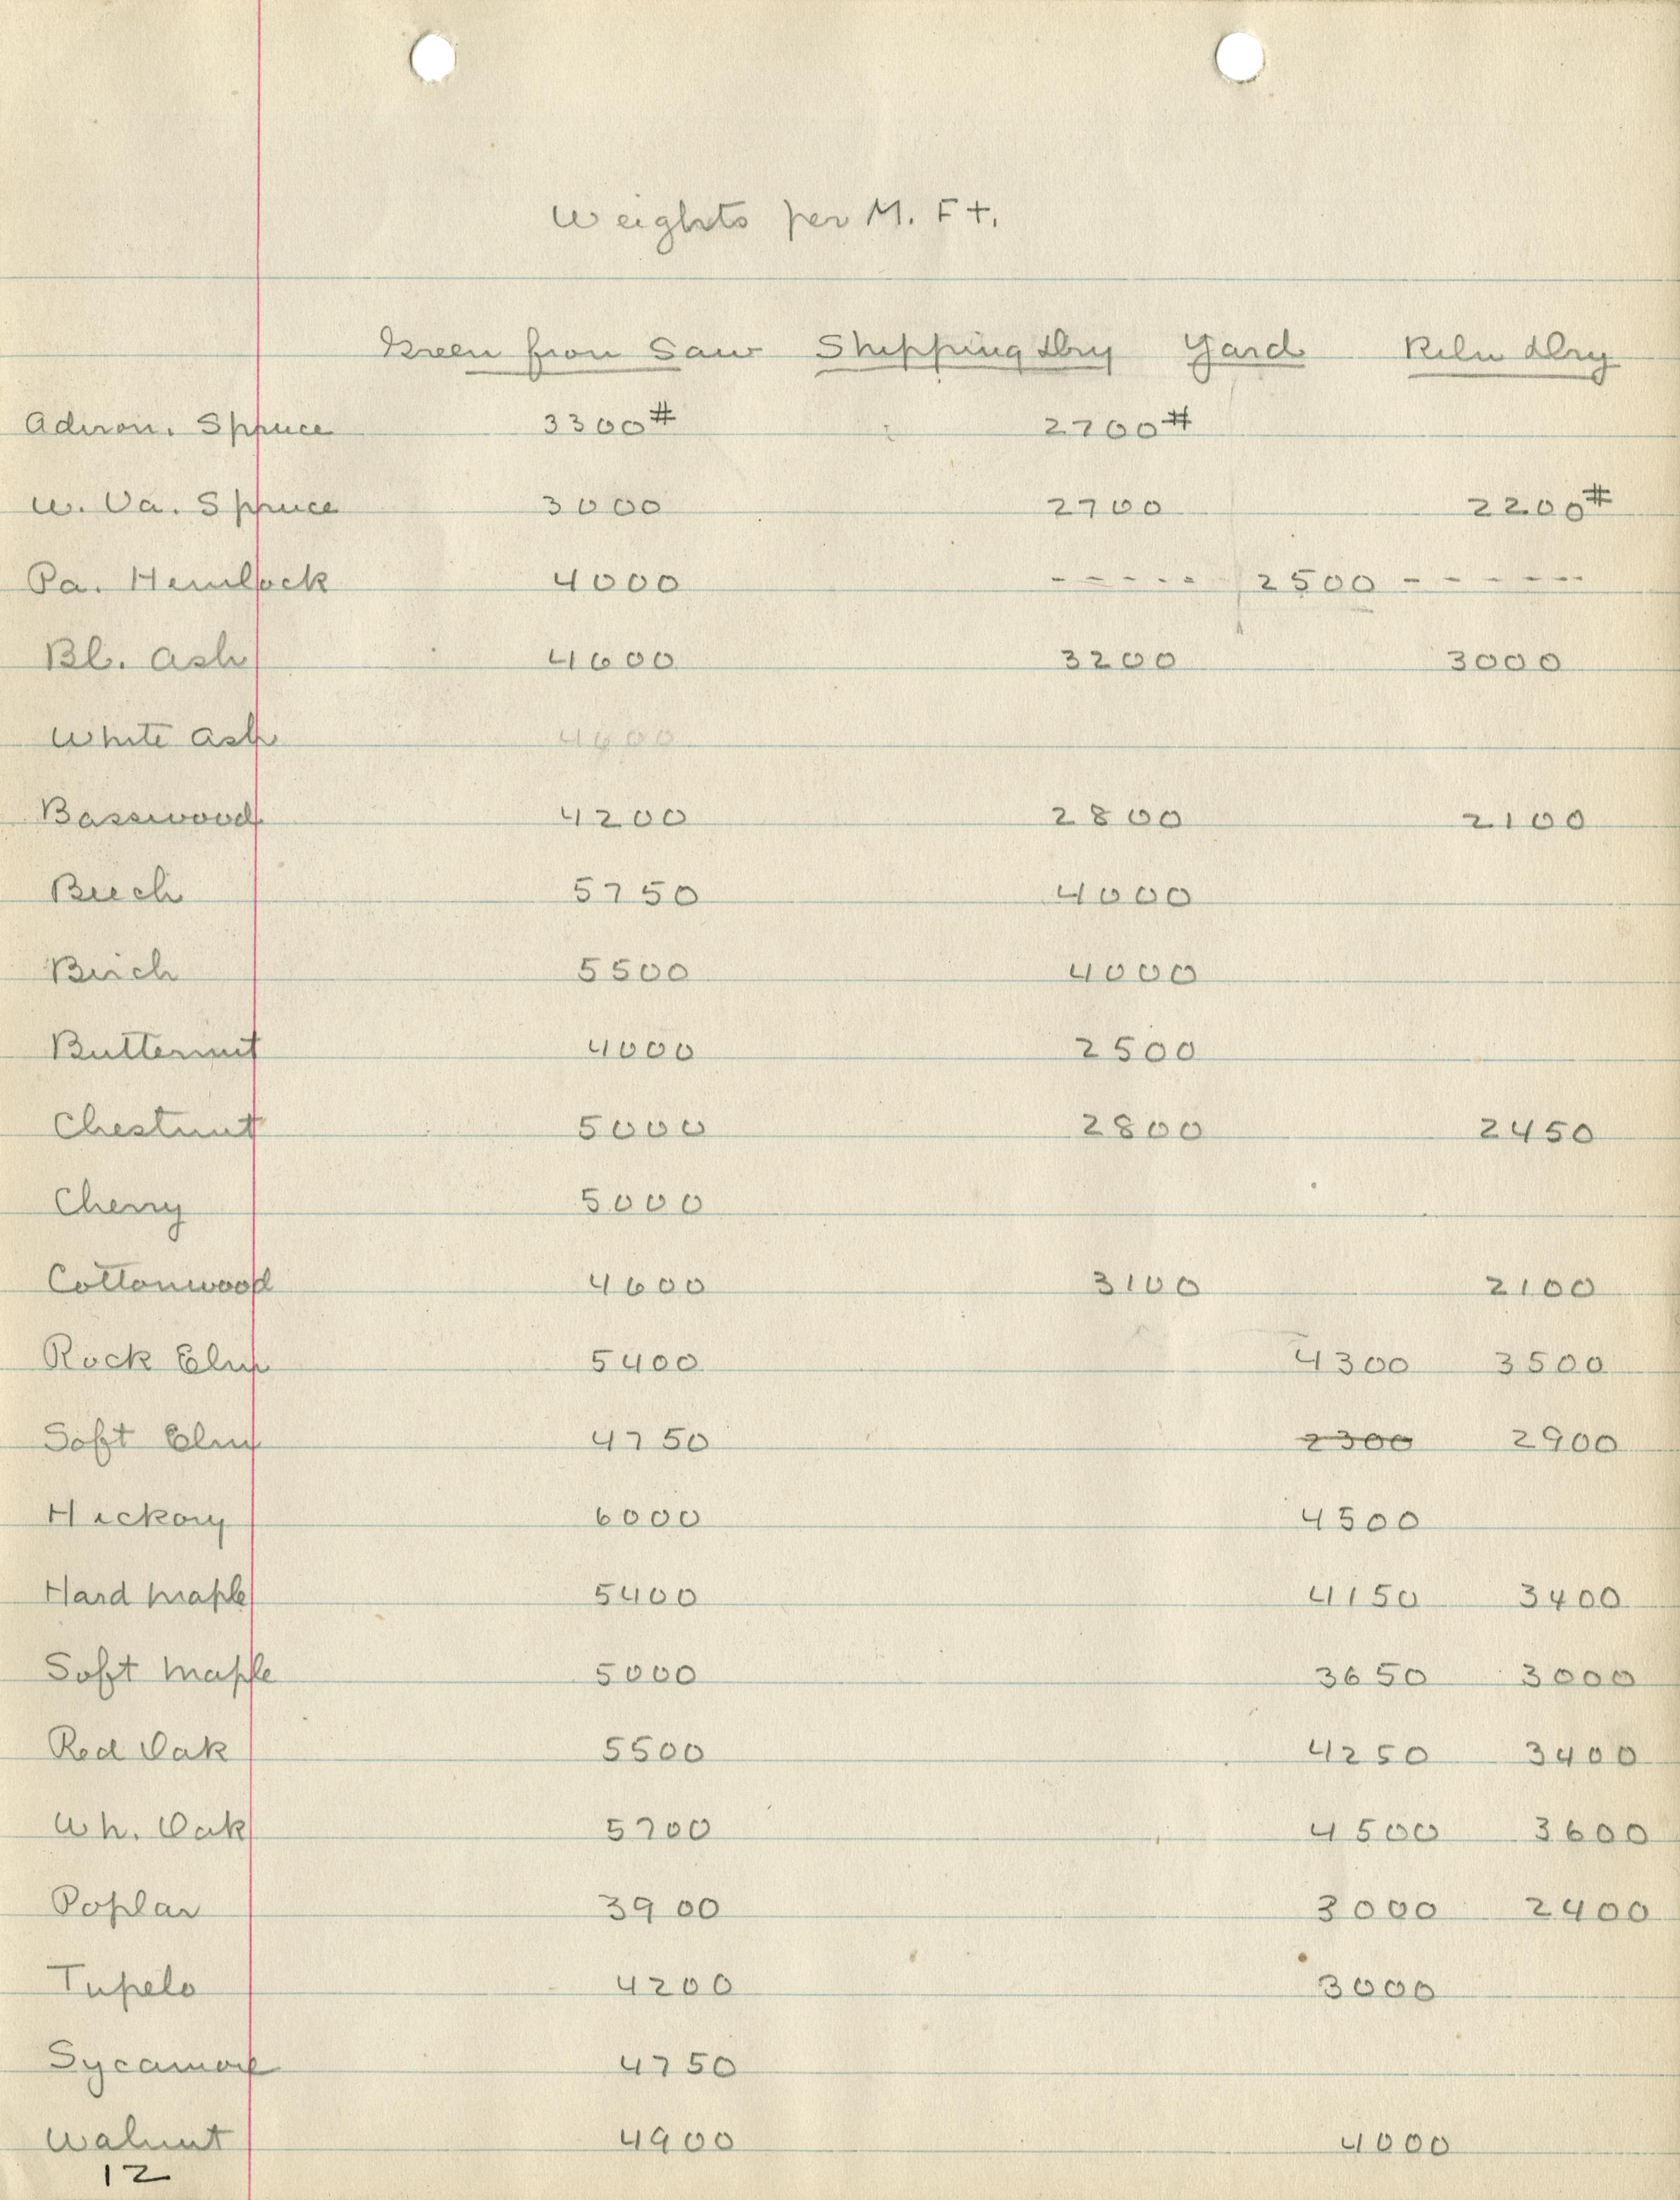 Weights per M. Ft.
Green from Saw Shipping Dry Yard Kiln Dry
Adiron. Spruce 3300# 2700#
W. Va. Spruce 3000 2700 2200#
Pa. Hemlock 4000 ----- 2500 ------
Bl. Ash 4600 3200 3000
White Ash 4600
Basswood 4200 2800 2100
Beech 5750 4000
Birch 5500 4000
Butternut 4000 2500
Chestnut 5000 2800 2450
Cherry 5000
Cottonwood 4600 3100 2100
Rock Elm 5400 4300 3500
Soft Elm 4750 2300 2900
Hickory 6000 4500
Hard Maple 5400 4150 3400
Soft Maple 5000 3650 3000
Red Oak 5500 4250 3400
Wh. Oak 5700 4500 3600
Poplar 3900 3000 2400
Tupelo 4200 3000
Sycamore 4750
Walnut 4900 4000
12